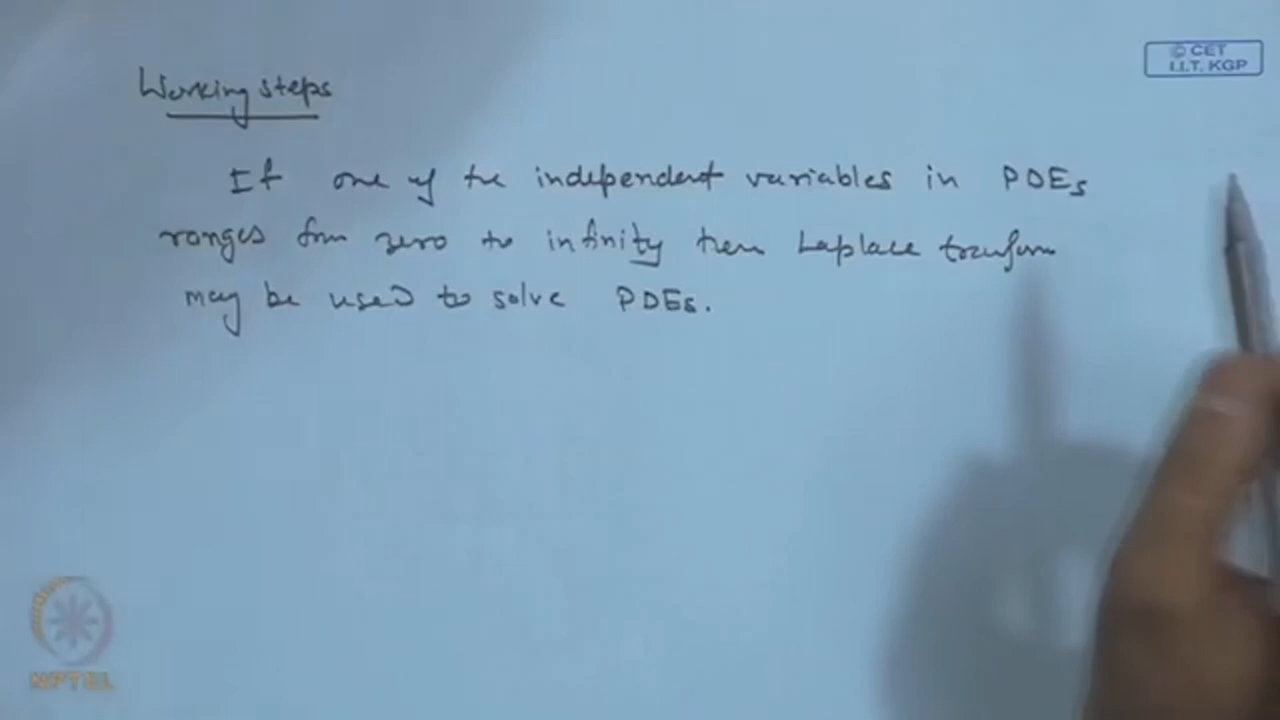 © CET
I.I.T. KGP
Working steps
If one of the independent variables in PDEs
ranges from zero to infinity then Laplace transform
may be used to solve PDEs.
NPTEL